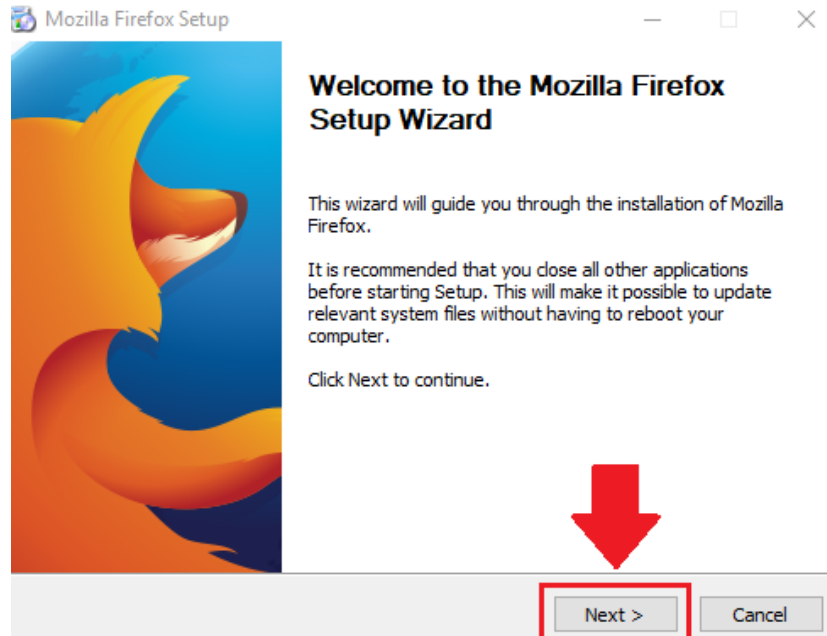 Mozilla Firefox Setup
Welcome to the Mozilla Firefox
Setup Wizard
This wizard will guide you through the installation of Mozilla
Firefox.
It is recommended that you close all other applications
before starting Setup. This will make it possible to update
relevant system files without having to reboot your
computer.
Click Next to continue.
Next >
Cancel